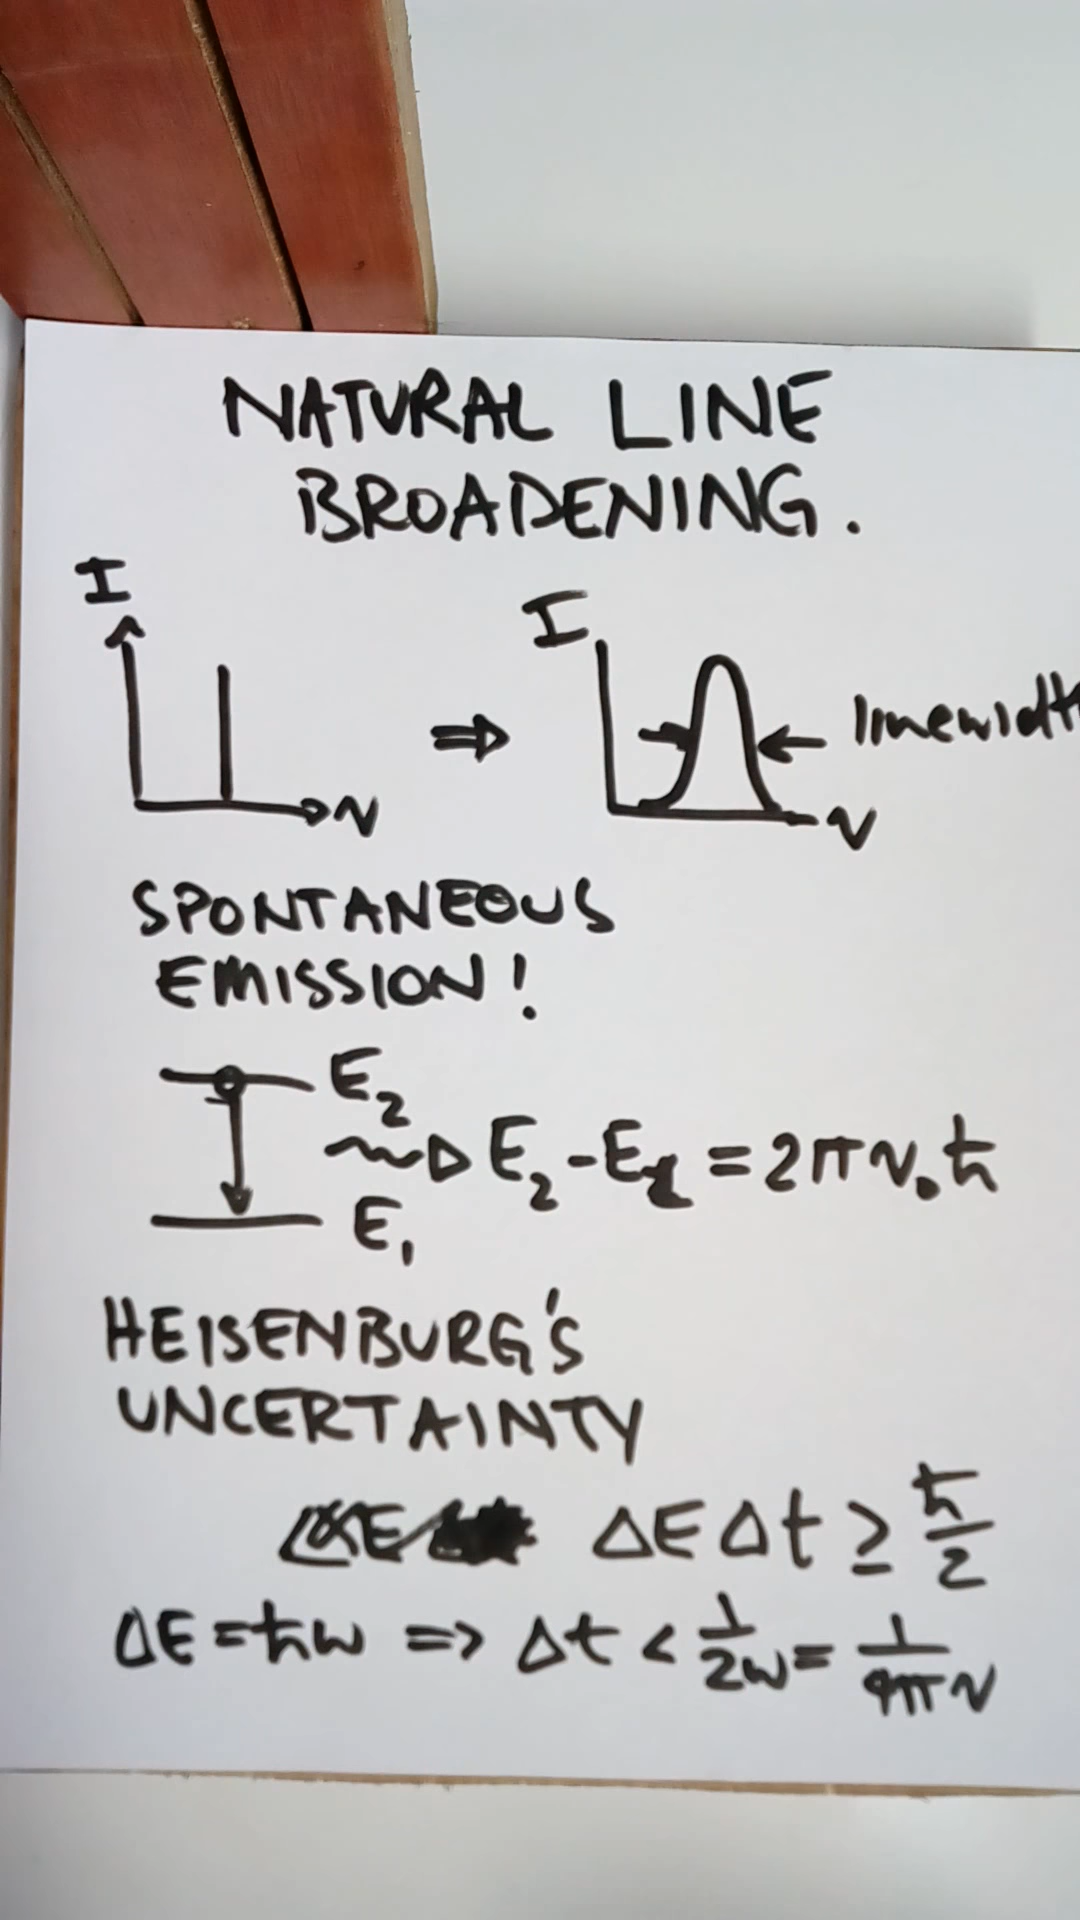 NATURAL LINE
BROADENING.
I
I
linewidth
ν
ν
SPONTANEOUS
EMISSION!
E₂
E₂-E₁ = 2πν₀ħ
E₁
HEISENBURG'S
UNCERTAINTY
ΔEΔt ≥ ħ/2
ΔE = ħω ⇒ Δt < 1/2ω = 1/4πν